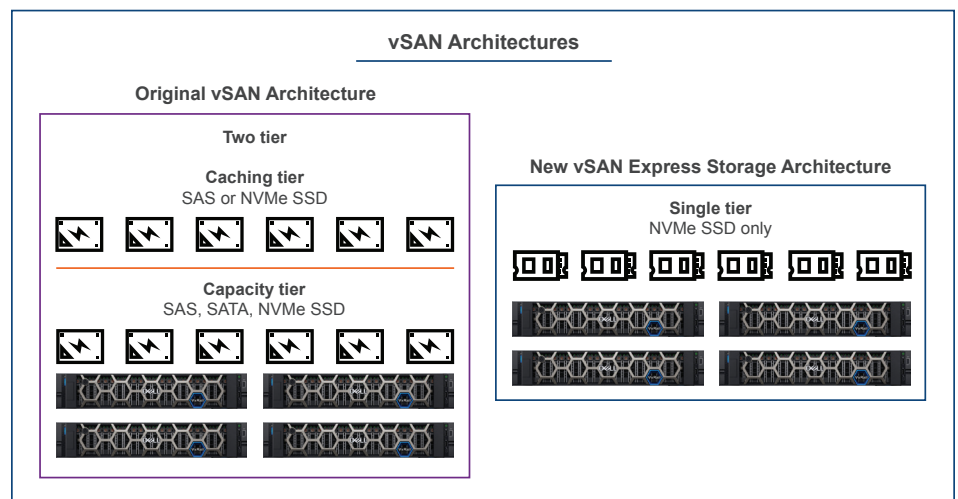 vSAN Architectures
Original vSAN Architecture
Two tier
Caching tier
SAS or NVMe SSD
Capacity tier
SAS, SATA, NVMe SSD
New vSAN Express Storage Architecture
Single tier
NVMe SSD only